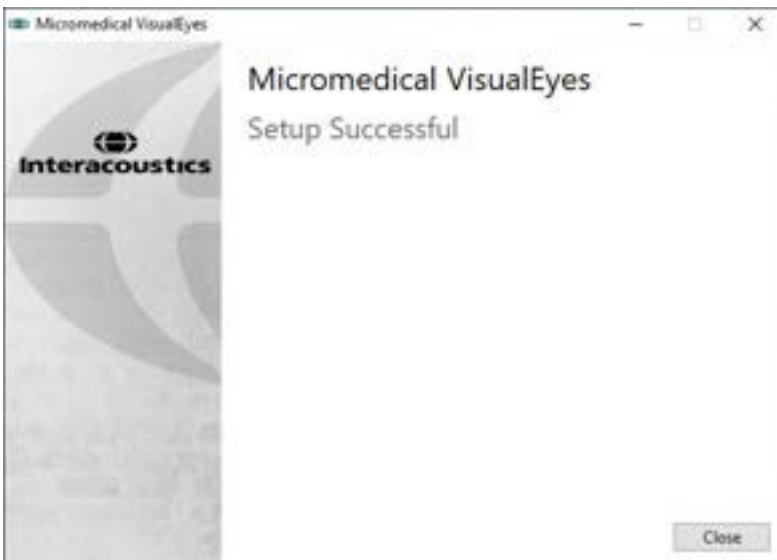 Micromedical VisualEyes
Micromedical VisualEyes
Setup Successful
Interacoustics
Close